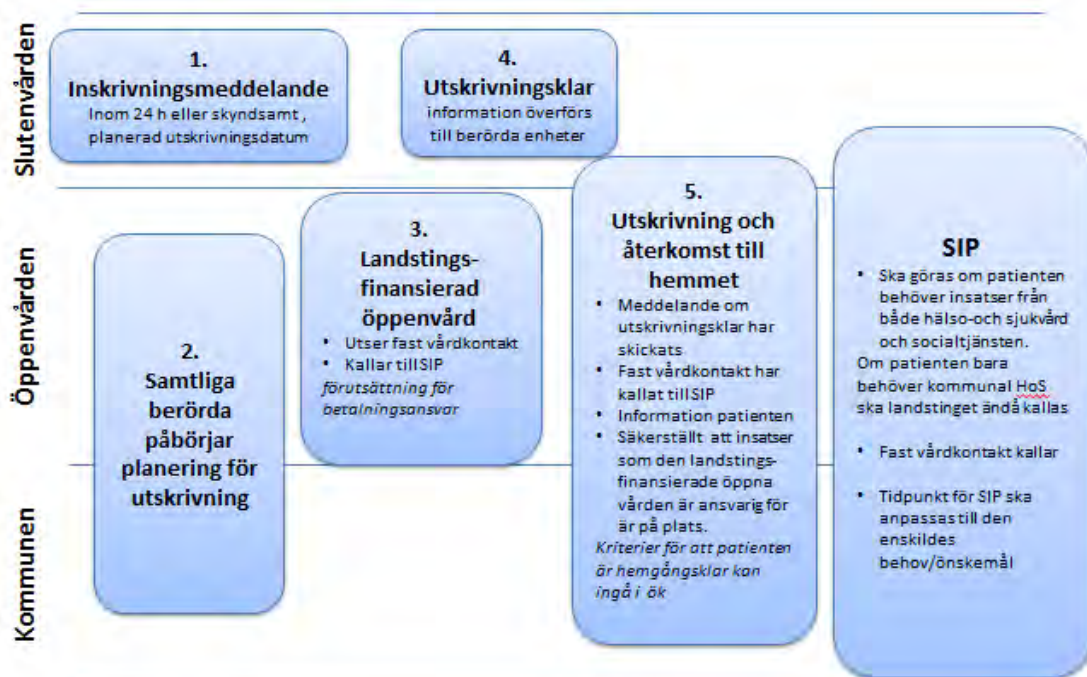 Slutenvården
1.
Inskrivningsmeddelande
Inom 24 h eller skyndsamt ,
planerad utskrivningsdatum
4.
Utskrivningsklar
information överförs
till berörda enheter
Öppenvården
Kommunen
2.
Samtliga
berörda
påbörjar
planering för
utskrivning
3.
Landstings-
finansierad
öppenvård
• Utser fast vårdkontakt
• Kallar till SIP
förutsättning för
betalningsansvar
5.
Utskrivning och
återkomst till
hemmet
• Meddelande om
utskrivningsklar har
skickats
• Fast vårdkontakt har
kallat till SIP
• Information patienten
• Säkerställt att insatser
som den landstings-
finansierade öppna
vården är ansvarig för
är på plats.
Kriterier för att patienten
är hemgångsklar kan
ingå i ök
SIP
• Ska göras om patienten
behöver insatser från
både hälso-och sjukvård
och socialtjänsten.
Om patienten bara
behöver kommunal HoS
ska landstinget ändå kallas
• Fast vårdkontakt kallar
• Tidpunkt för SIP ska
anpassas till den
enskildes
behov/önskemål